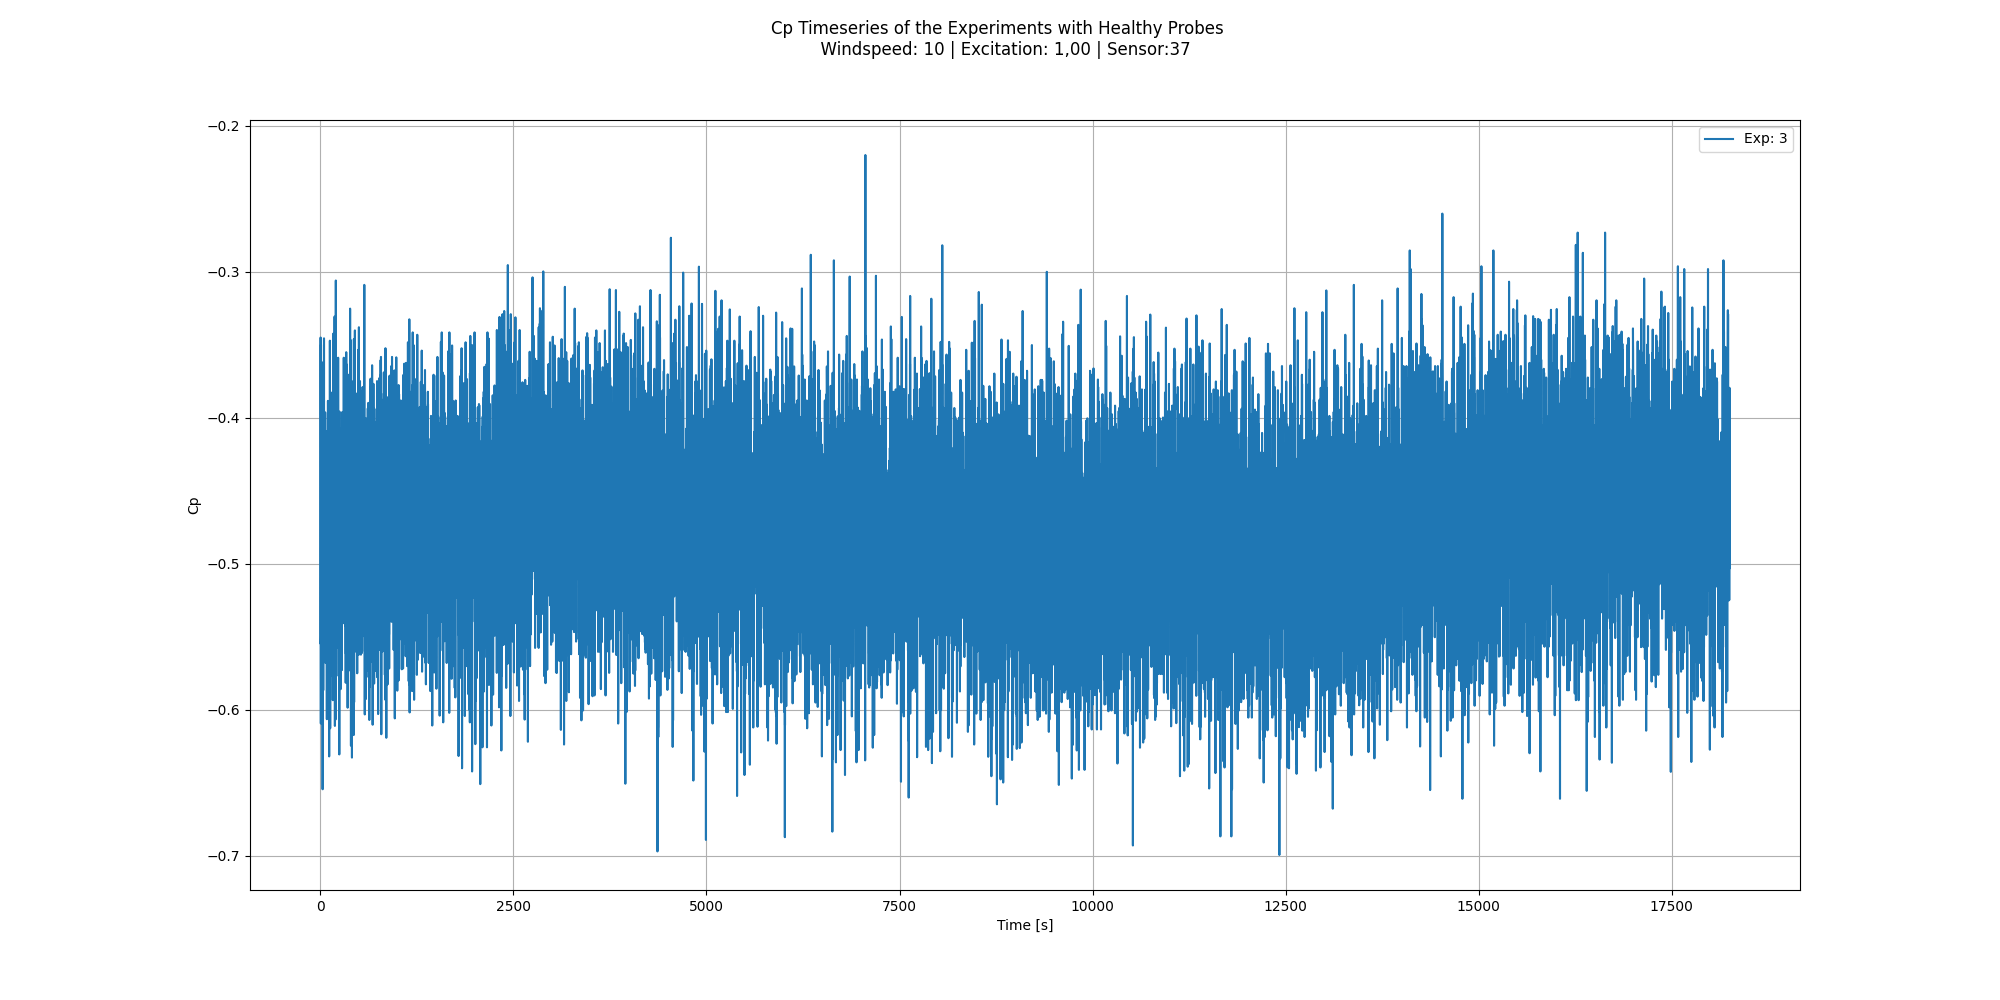 Cp Timeseries of the Experiments with Healthy Probes
Windspeed: 10 | Excitation: 1,00 | Sensor:37
Exp: 3
−0.2
−0.3
−0.4
−0.5
−0.6
−0.7
Cp
0 2500 5000 7500 10000 12500 15000 17500
Time [s]